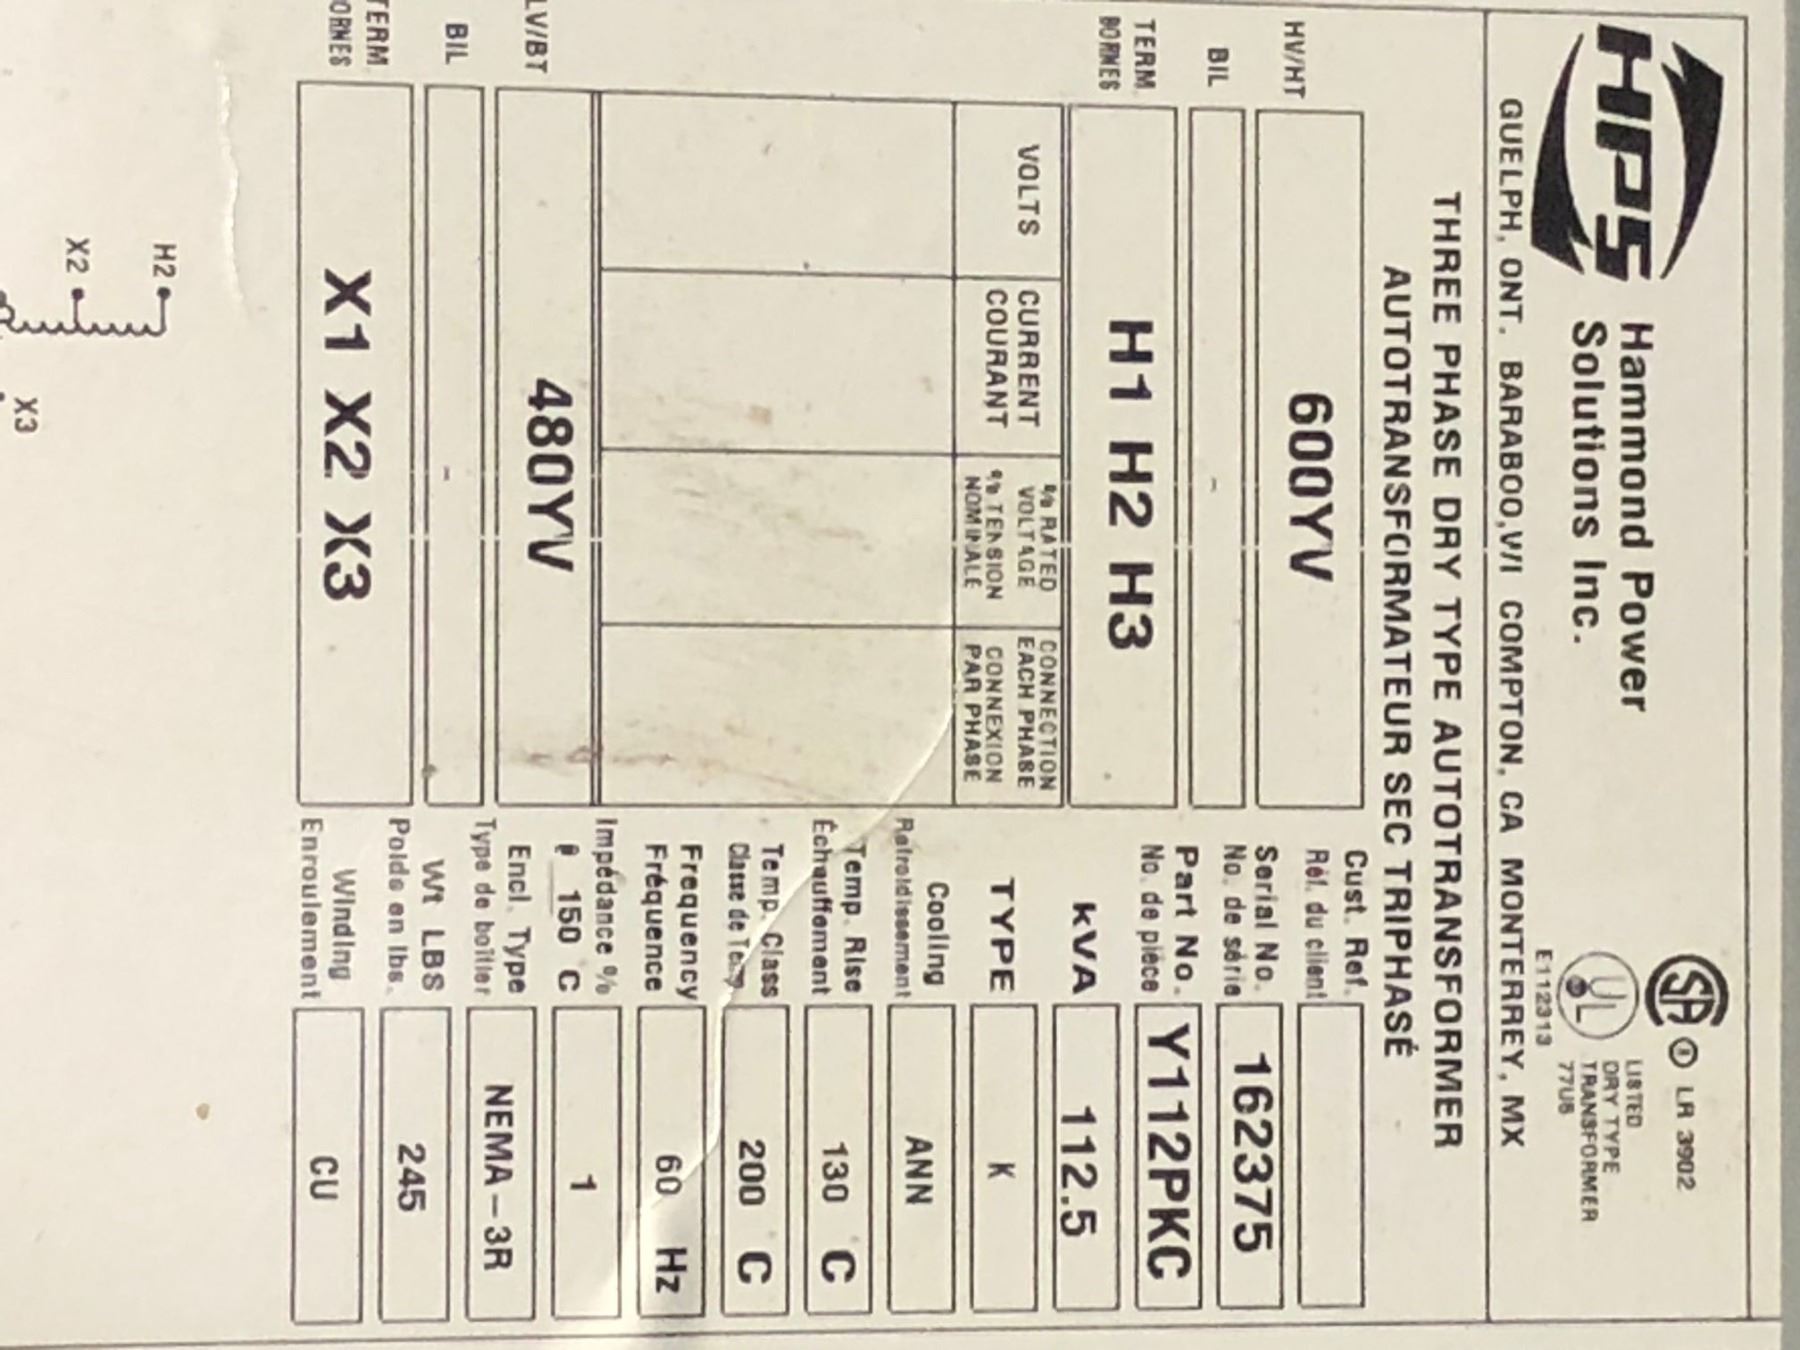 HPS
Hammond Power
Solutions Inc.
SA ® LR 3902
UL
LISTED
DRY TYPE
TRANSFORMER
77U6
E112313
GUELPH, ONT. BARABOO, WI COMPTON, CA MONTERREY, MX
THREE PHASE DRY TYPE AUTOTRANSFORMER
AUTOTRANSFORMATEUR SEC TRIPHASÉ
HV/HT 600YV
BIL -
TERM. H1 H2 H3
BORNES
VOLTS
CURRENT
COURANT
% RATED
VOLTAGE
% TENSION
NOMINALE
CONNECTION
EACH PHASE
CONNEXION
PAR PHASE
LV/BT 480YV
BIL -
TERM. X1 X2 X3
BORNES
Cust. Ref.
Réf. du client
Serial No. 162375
No. de série
Part No. Y112PKC
No. de pièce
kVA 112.5
TYPE K
Cooling ANN
Refroidissement
Temp. Rise 130 C
Échauffement
Temp. Class 200 C
Classe de Temp
Frequency 60 Hz
Fréquence
Impédance % 1
@ 150 C
Encl. Type NEMA-3R
Type de boîtier
Wt LBS 245
Poids en lbs.
Winding CU
Enroulement
H2
X2
X3